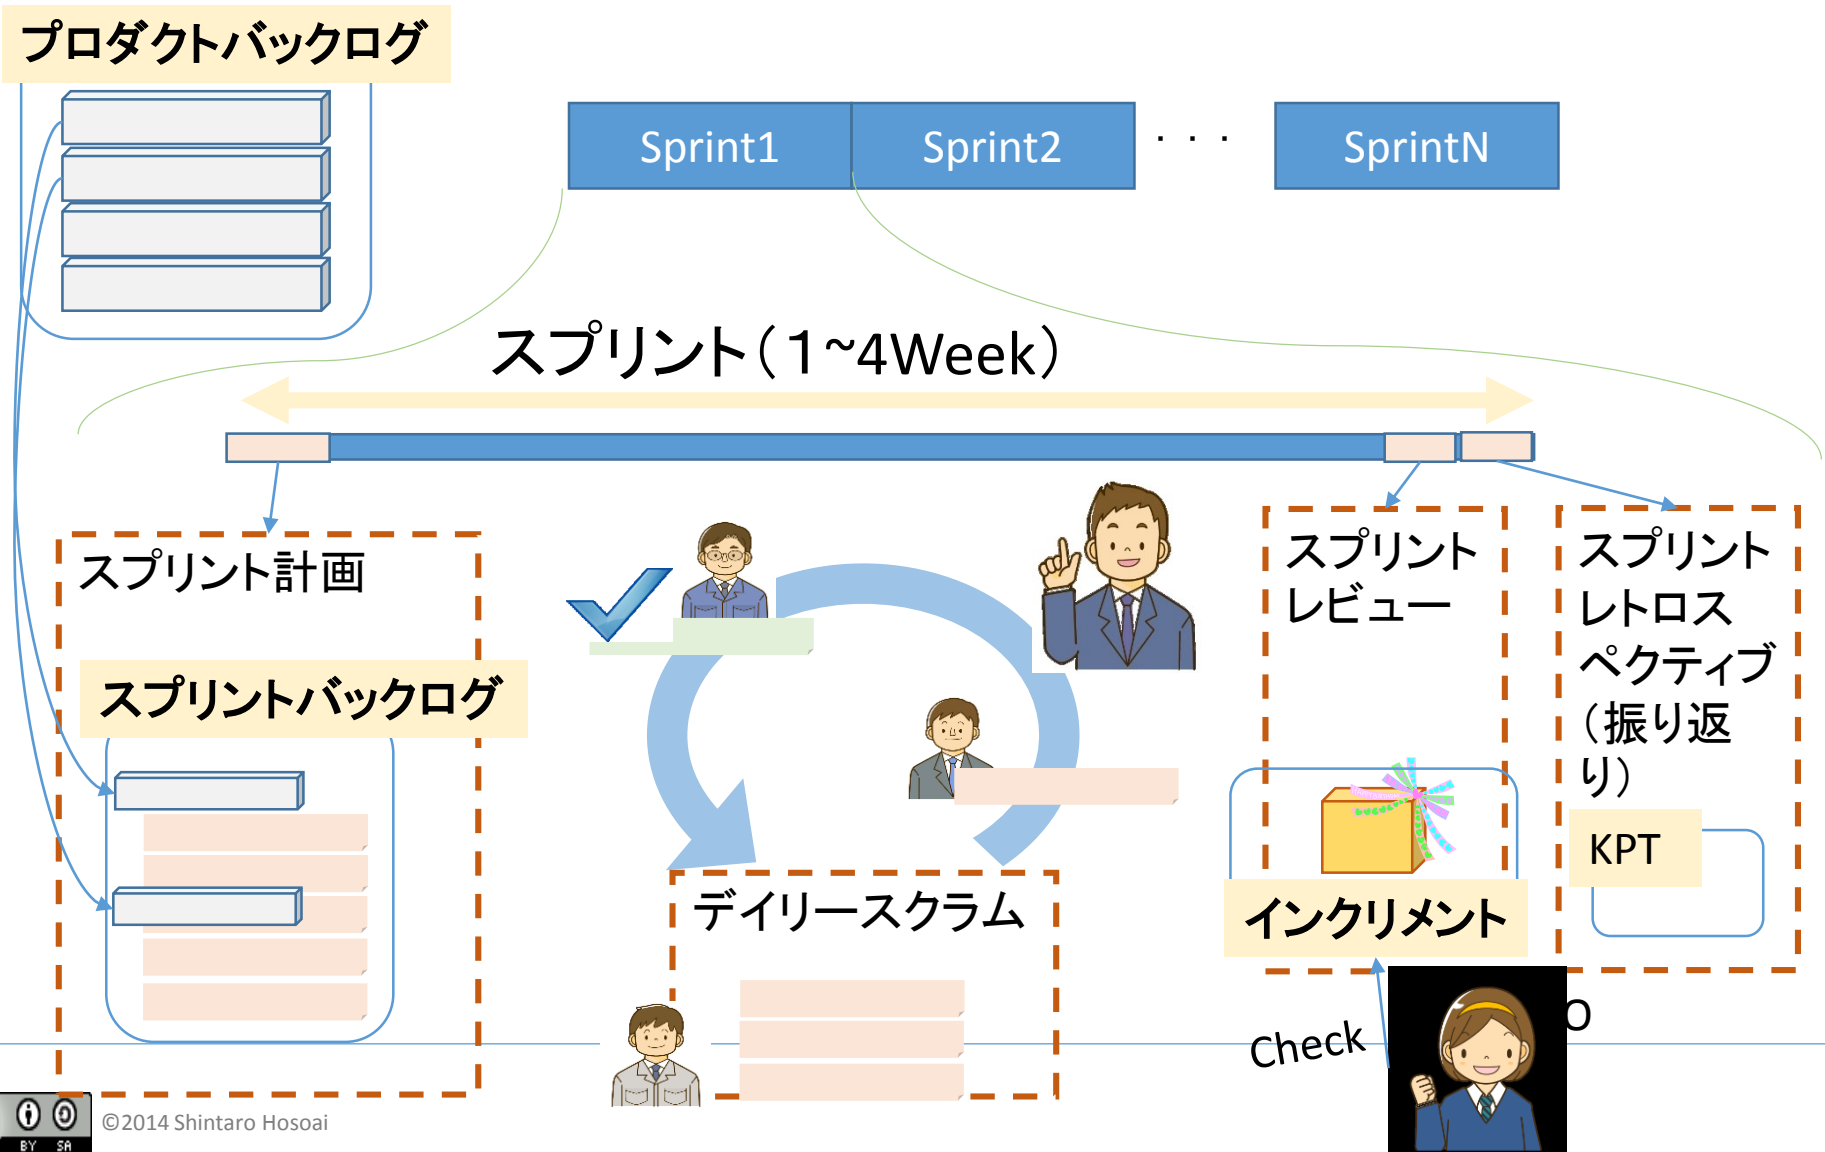 プロダクトバックログ
Sprint1
Sprint2
・・・
SprintN
スプリント（１~4Week）
スプリント計画
スプリントバックログ
デイリースクラム
スプリント
レビュー
インクリメント
スプリント
レトロス
ペクティブ
（振り返
り）
KPT
Check
O
BY SA
©2014 Shintaro Hosoai